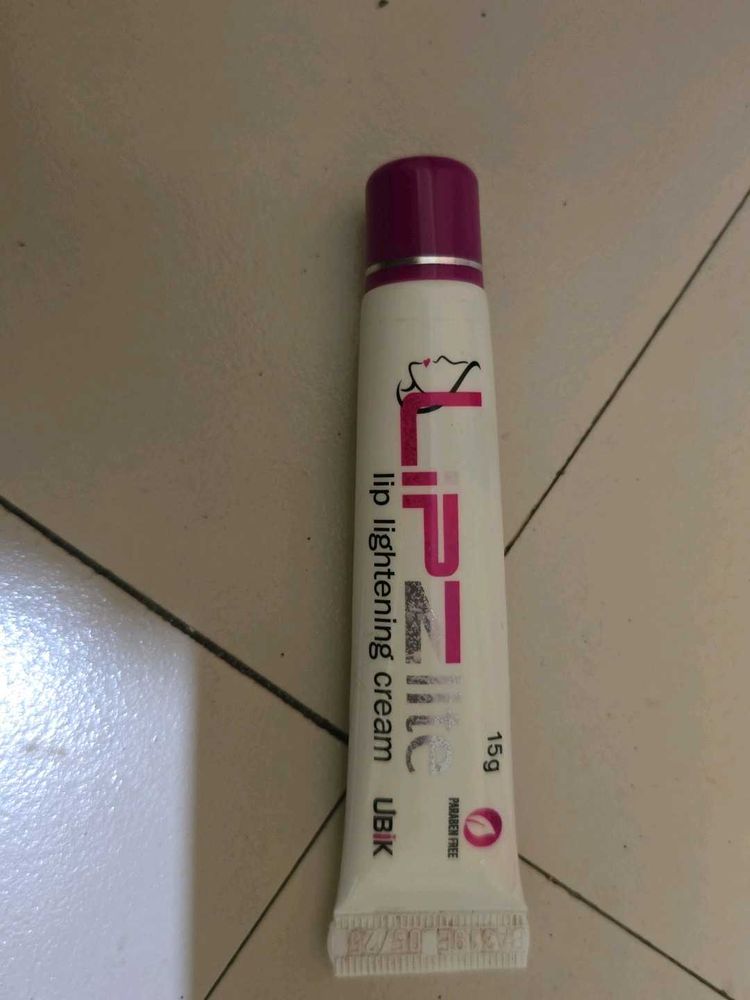 LiPZlite
lip lightening cream
15g
PARABEN FREE
UBiK